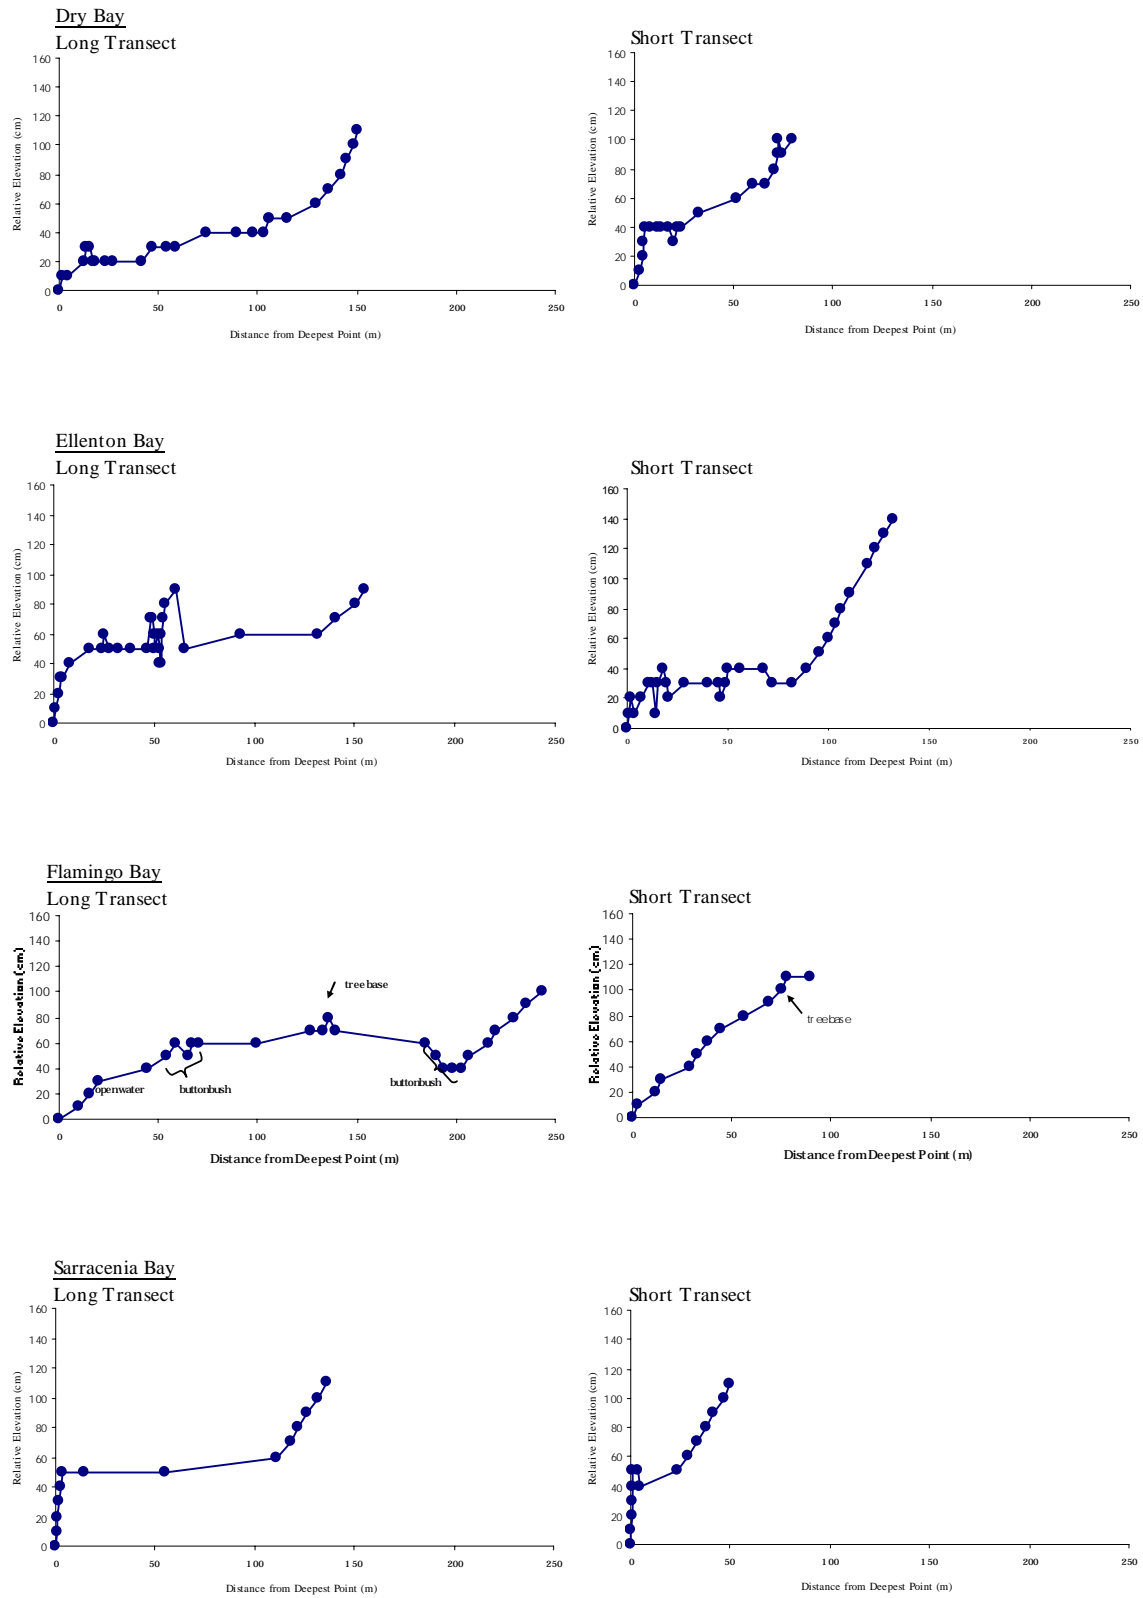 Dry Bay
Long Transect
160
140
120
100
80
60
40
20
0
Relative Elevation (cm)
0 50 100 150 200 250
Distance from Deepest Point (m)
Short Transect
160
140
120
100
80
60
40
20
0
Relative Elevation (cm)
0 50 100 150 200 250
Distance from Deepest Point (m)
Ellenton Bay
Long Transect
160
140
120
100
80
60
40
20
0
Relative Elevation (cm)
0 50 100 150 200 250
Distance from Deepest Point (m)
Short Transect
160
140
120
100
80
60
40
20
0
Relative Elevation (cm)
0 50 100 150 200 250
Distance from Deepest Point (m)
Flamingo Bay
Long Transect
160
140
120
100
80
60
40
20
0
Relative Elevation (cm)
tree base
open water
buttonbush
buttonbush
0 50 100 150 200 250
Distance from Deepest Point (m)
Short Transect
160
140
120
100
80
60
40
20
0
Relative Elevation (cm)
tree base
0 50 100 150 200 250
Distance from Deepest Point (m)
Sarracenia Bay
Long Transect
160
140
120
100
80
60
40
20
0
Relative Elevation (cm)
0 50 100 150 200 250
Distance from Deepest Point (m)
Short Transect
160
140
120
100
80
60
40
20
0
Relative Elevation (cm)
0 50 100 150 200 250
Distance from Deepest Point (m)